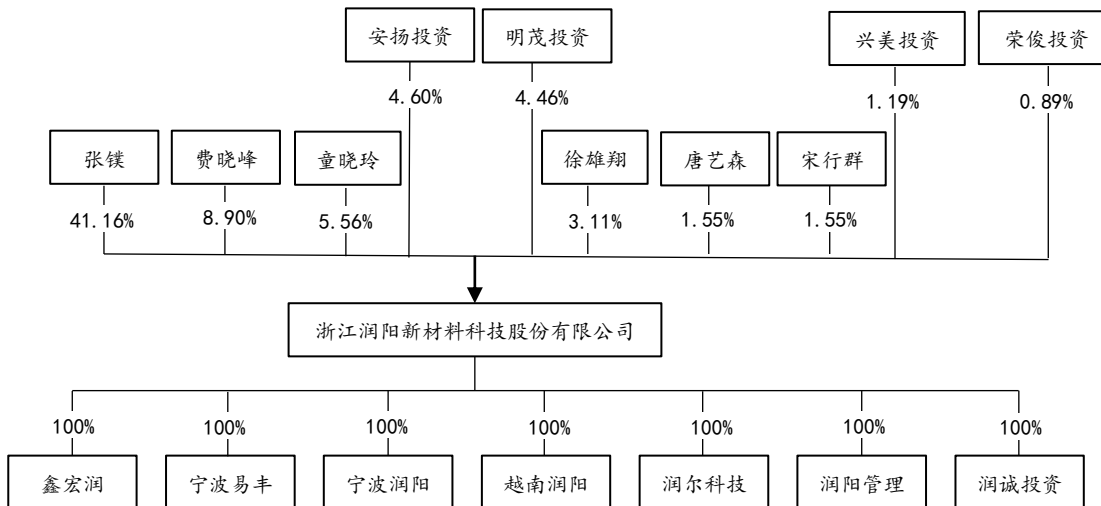 安扬投资
明茂投资
兴美投资
荣俊投资
4.60%
4.46%
1.19%
0.89%
张镤
费晓峰
童晓玲
徐雄翔
唐艺森
宋行群
41.16%
8.90%
5.56%
3.11%
1.55%
1.55%
浙江润阳新材料科技股份有限公司
100%
100%
100%
100%
100%
100%
100%
鑫宏润
宁波易丰
宁波润阳
越南润阳
润尔科技
润阳管理
润诚投资